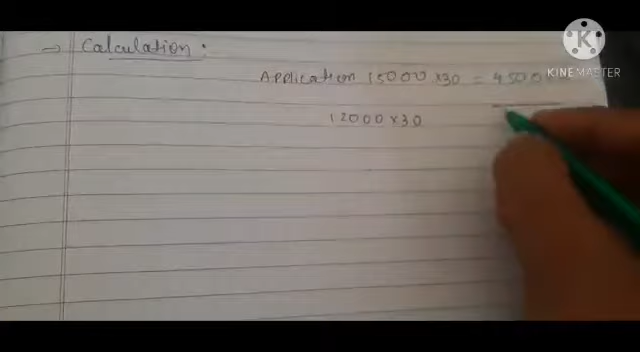 → Calculation :
Application 15000 x 30 = 4500
12000 x 30
KINEMASTER